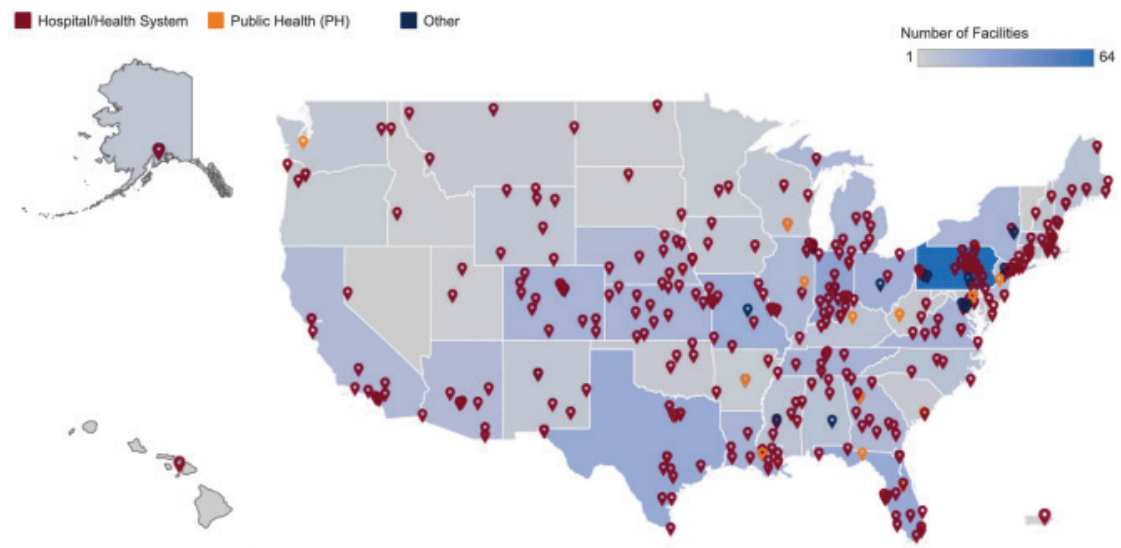 Hospital/Health System
Public Health (PH)
Other
Number of Facilities
1
64